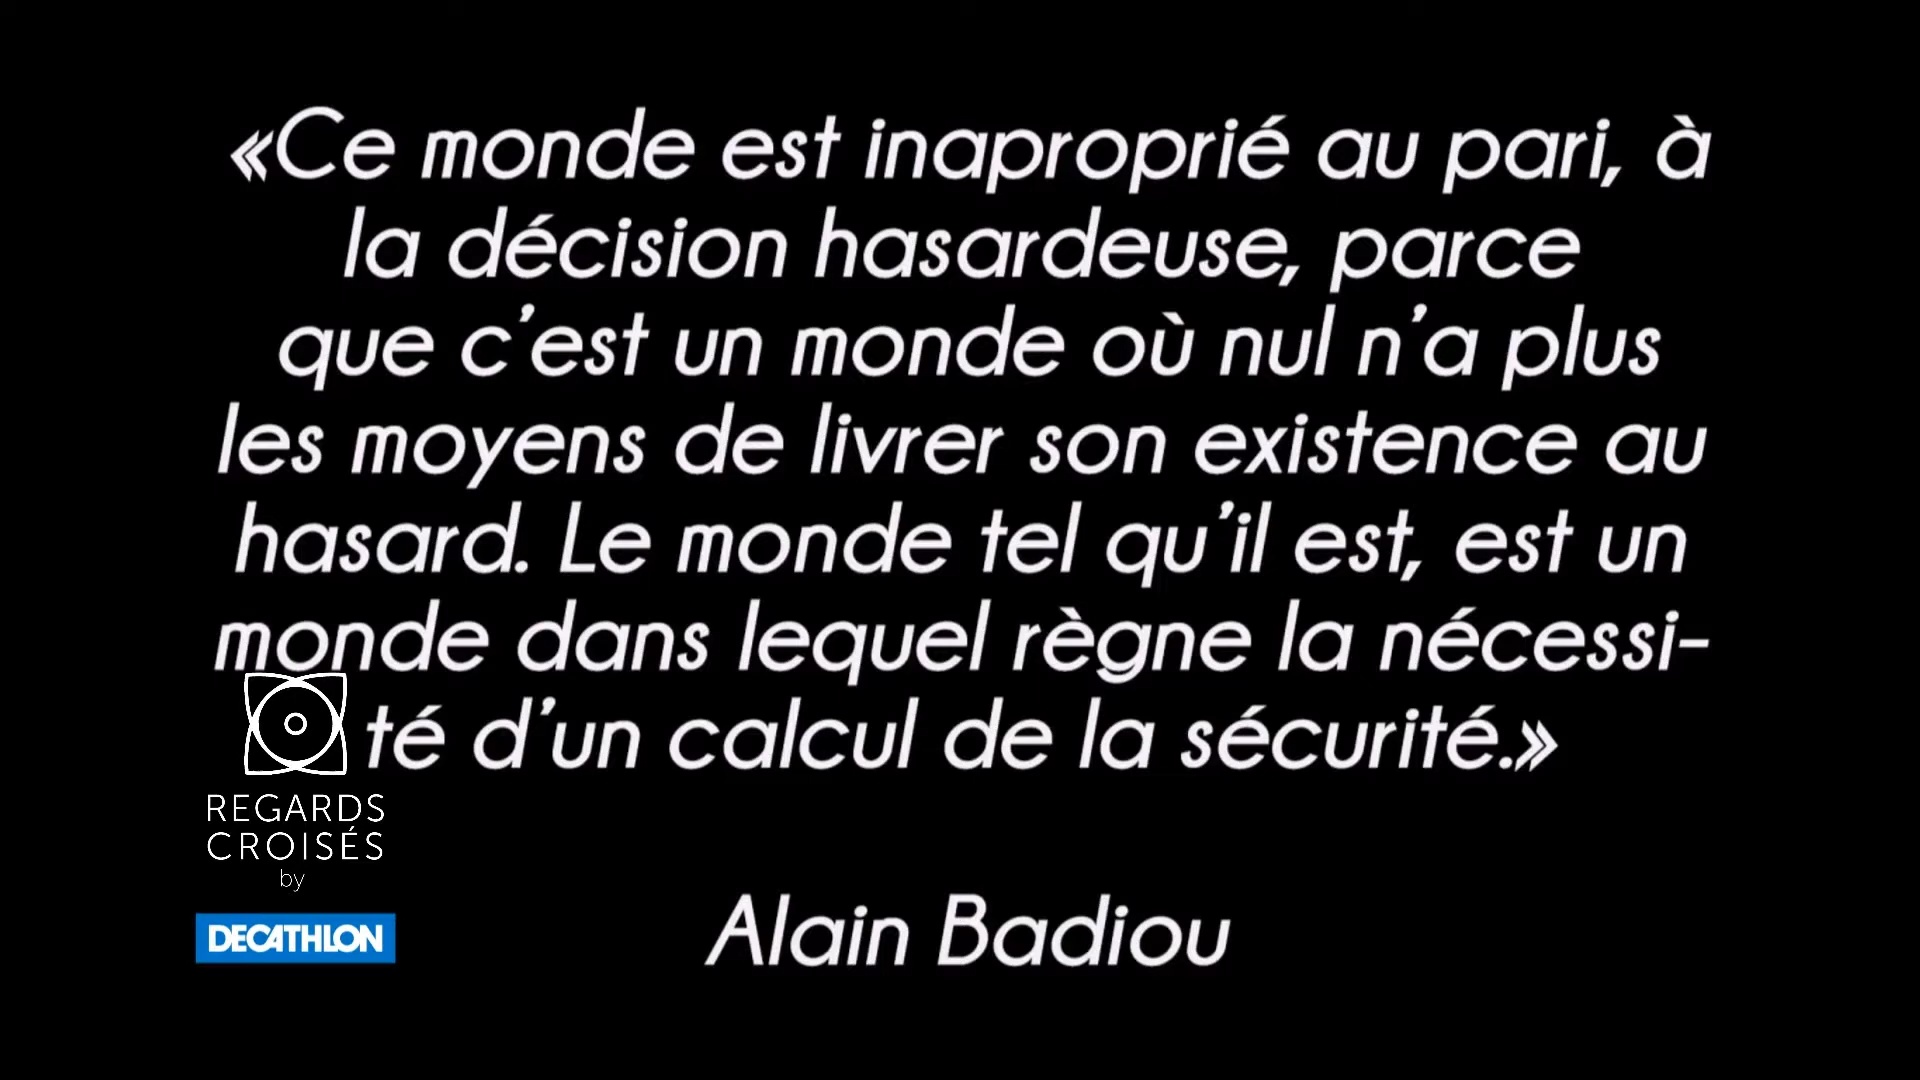 «Ce monde est inaproprié au pari, à
la décision hasardeuse, parce
que c’est un monde où nul n’a plus
les moyens de livrer son existence au
hasard. Le monde tel qu’il est, est un
monde dans lequel règne la nécessi-
té d’un calcul de la sécurité.»
REGARDS
CROISÉS
by
DECATHLON
Alain Badiou